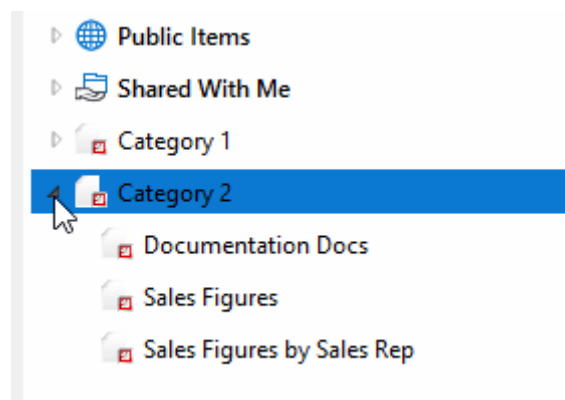 Public Items
Shared With Me
Category 1
Category 2
Documentation Docs
Sales Figures
Sales Figures by Sales Rep